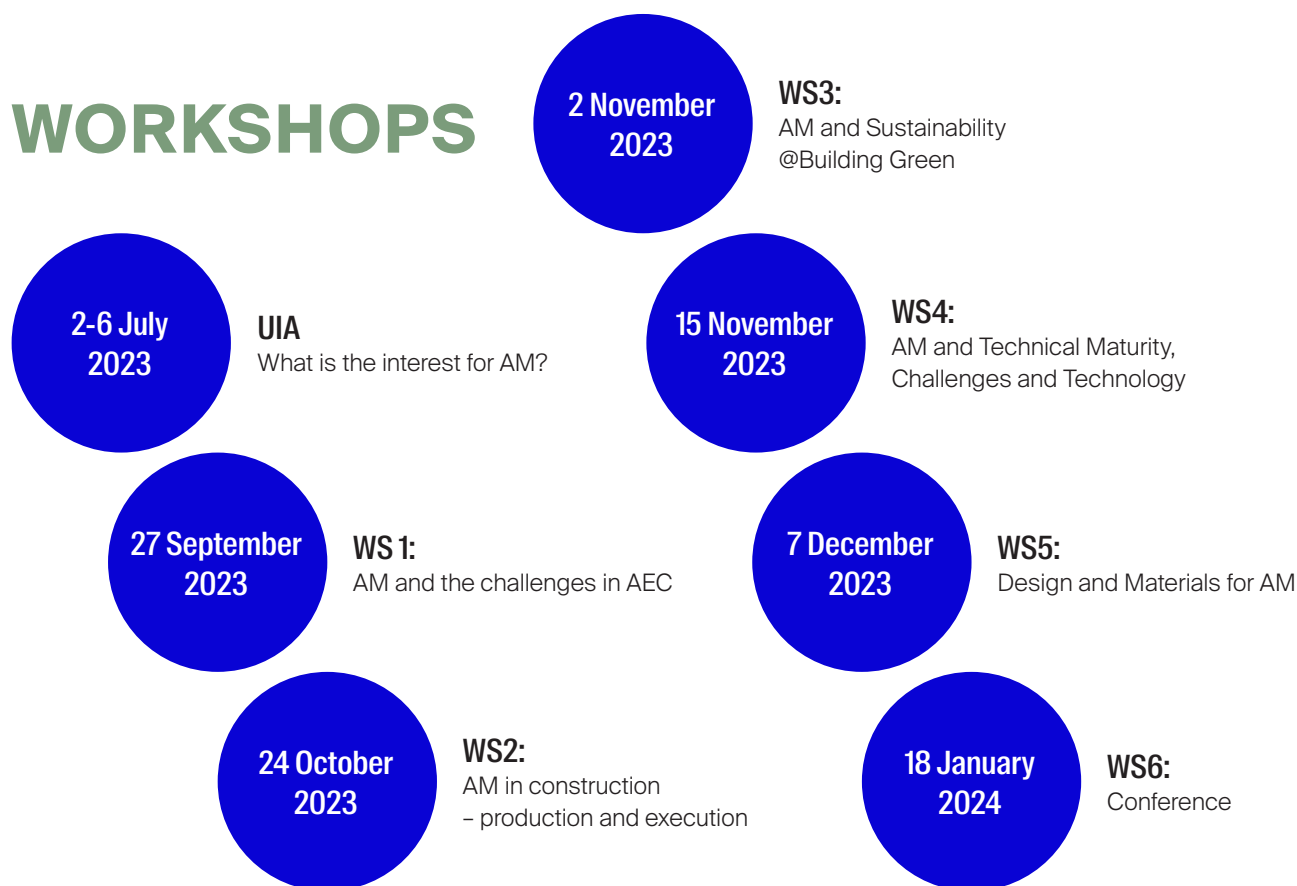 WORKSHOPS
2-6 July
2023
UIA
What is the interest for AM?
27 September
2023
WS 1:
AM and the challenges in AEC
24 October
2023
WS2:
AM in construction
– production and execution
2 November
2023
WS3:
AM and Sustainability
@Building Green
15 November
2023
WS4:
AM and Technical Maturity,
Challenges and Technology
7 December
2023
WS5:
Design and Materials for AM
18 January
2024
WS6:
Conference